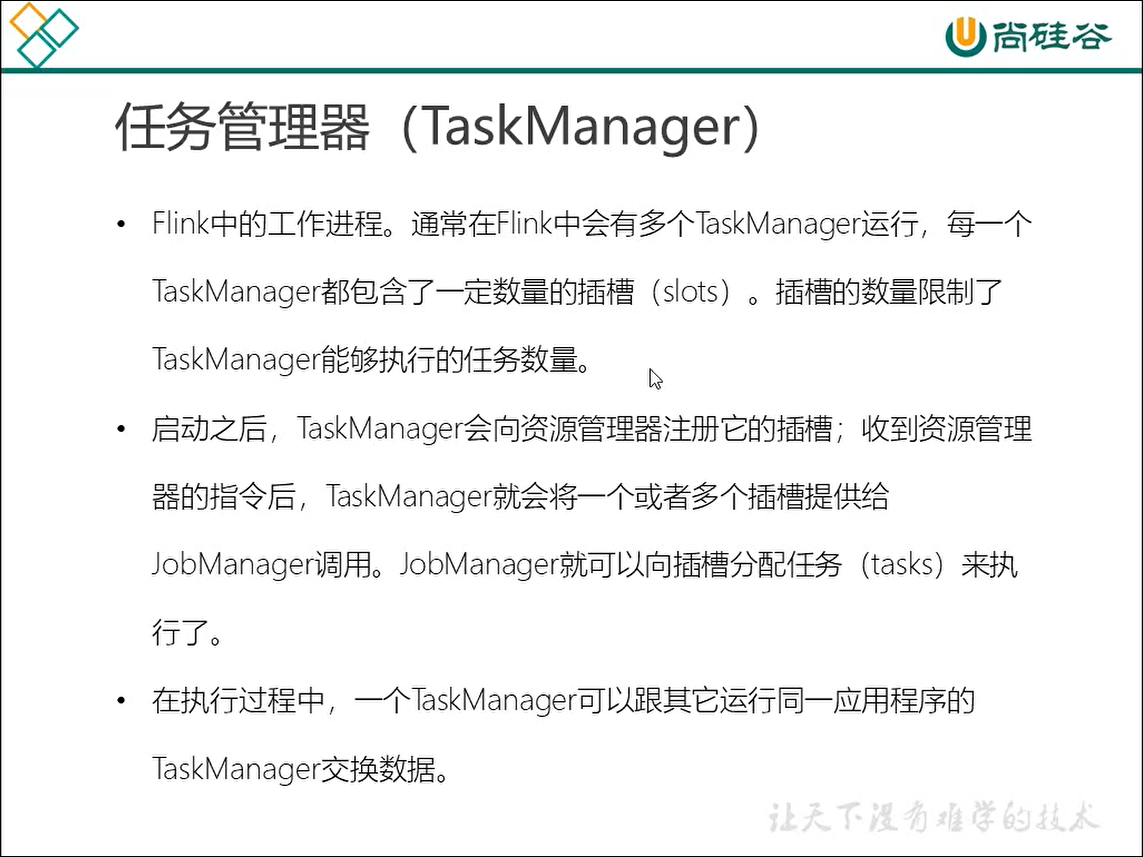 尚硅谷
任务管理器（TaskManager）
• Flink中的工作进程。通常在Flink中会有多个TaskManager运行，每一个
TaskManager都包含了一定数量的插槽（slots）。插槽的数量限制了
TaskManager能够执行的任务数量。
• 启动之后，TaskManager会向资源管理器注册它的插槽；收到资源管理
器的指令后，TaskManager就会将一个或者多个插槽提供给
JobManager调用。JobManager就可以向插槽分配任务（tasks）来执
行了。
• 在执行过程中，一个TaskManager可以跟其它运行同一应用程序的
TaskManager交换数据。
让天下没有难学的技术